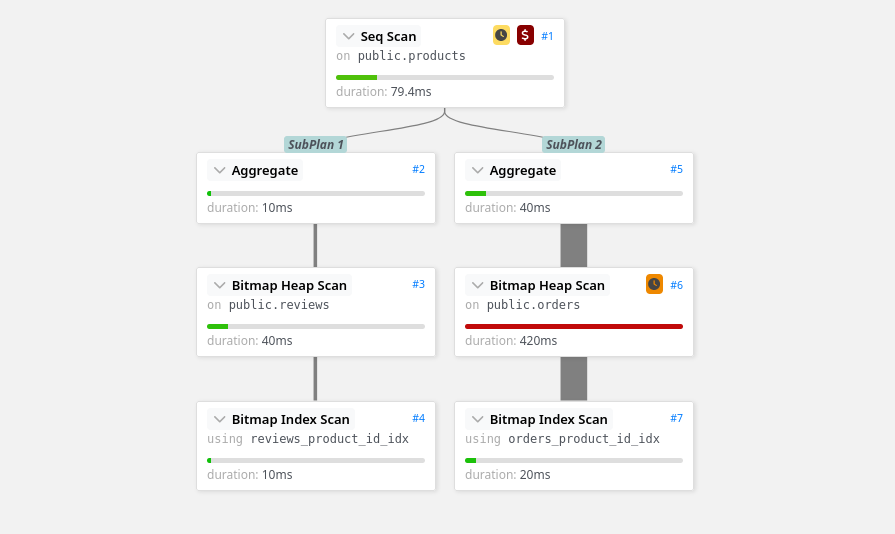 Seq Scan $ #1
on public.products
duration: 79.4ms
SubPlan 1
SubPlan 2
Aggregate #2
duration: 10ms
Aggregate #5
duration: 40ms
Bitmap Heap Scan #3
on public.reviews
duration: 40ms
Bitmap Heap Scan #6
on public.orders
duration: 420ms
Bitmap Index Scan #4
using reviews_product_id_idx
duration: 10ms
Bitmap Index Scan #7
using orders_product_id_idx
duration: 20ms